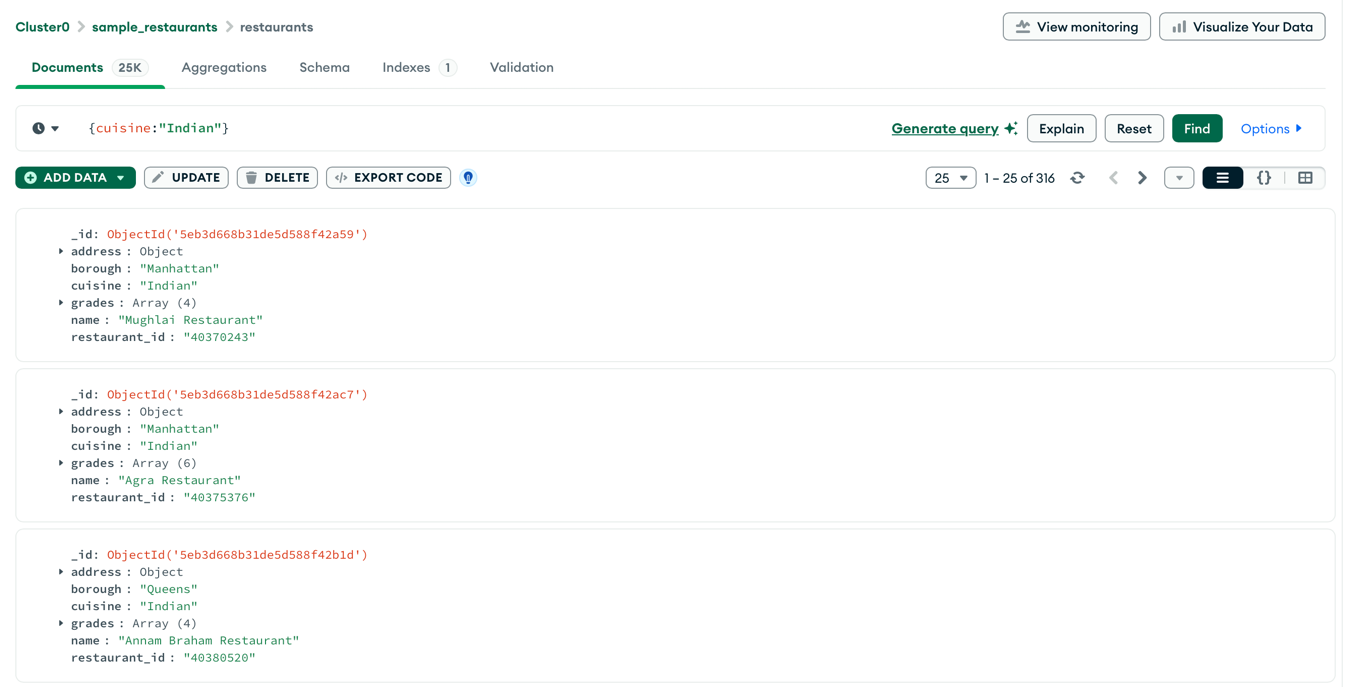 Cluster0 > sample_restaurants > restaurants
View monitoring
Visualize Your Data
Documents 25K Aggregations Schema Indexes 1 Validation
{cuisine:"Indian"}
Generate query Explain Reset Find Options
ADD DATA UPDATE DELETE EXPORT CODE
25 1 – 25 of 316 {}
_id: ObjectId('5eb3d668b31de5d588f42a59')
address : Object
borough : "Manhattan"
cuisine : "Indian"
grades : Array (4)
name : "Mughlai Restaurant"
restaurant_id : "40370243"
_id: ObjectId('5eb3d668b31de5d588f42ac7')
address : Object
borough : "Manhattan"
cuisine : "Indian"
grades : Array (6)
name : "Agra Restaurant"
restaurant_id : "40375376"
_id: ObjectId('5eb3d668b31de5d588f42b1d')
address : Object
borough : "Queens"
cuisine : "Indian"
grades : Array (4)
name : "Annam Braham Restaurant"
restaurant_id : "40380520"